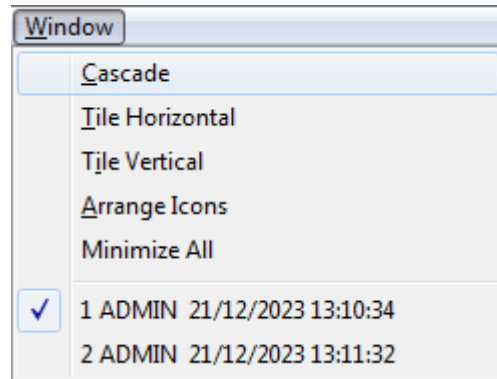 Window
Cascade
Tile Horizontal
Tile Vertical
Arrange Icons
Minimize All
1 ADMIN 21/12/2023 13:10:34
2 ADMIN 21/12/2023 13:11:32